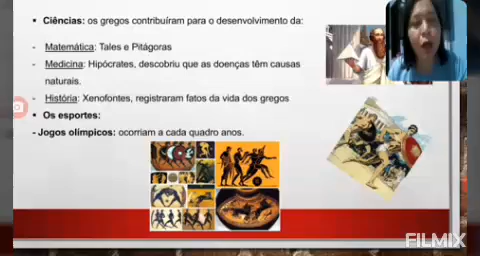 ▪ Ciências: os gregos contribuíram para o desenvolvimento da:
- Matemática: Tales e Pitágoras
- Medicina: Hipócrates, descobriu que as doenças têm causas
naturais.
- História: Xenofontes, registraram fatos da vida dos gregos
▪ Os esportes:
- Jogos olímpicos: ocorriam a cada quadro anos.
FILMIX